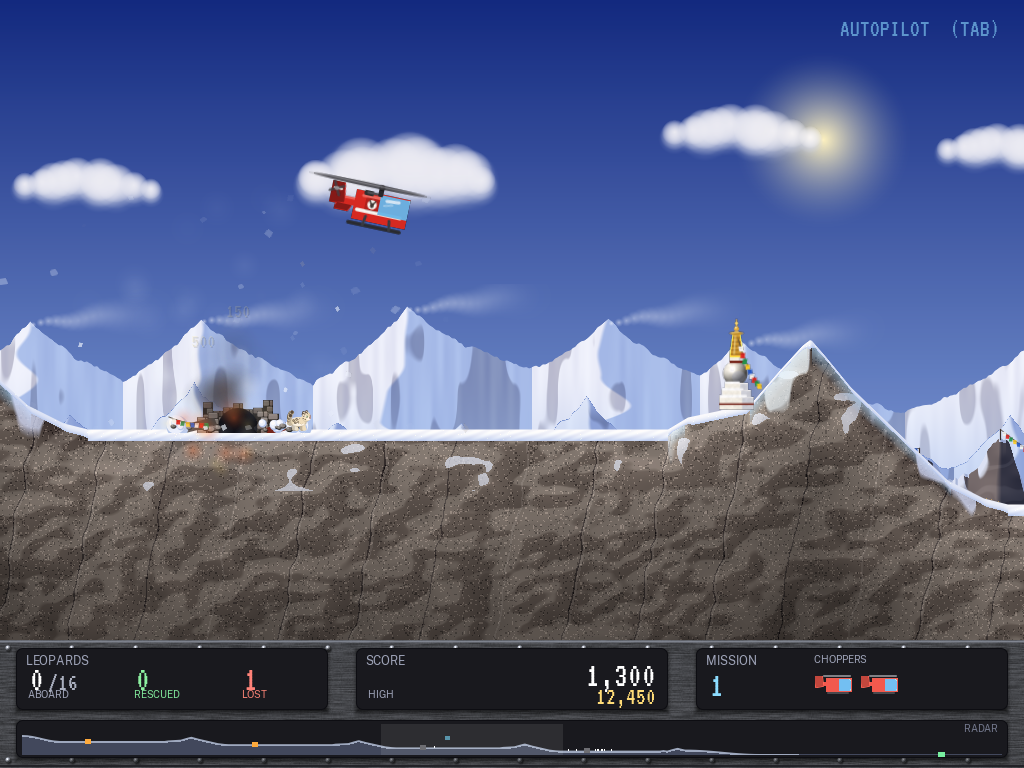 AUTOPILOT (TAB)
150
500
LEOPARDS
0/16
ABOARD
0
RESCUED
1
LOST
SCORE
1,300
HIGH
12,450
MISSION
1
CHOPPERS
RADAR